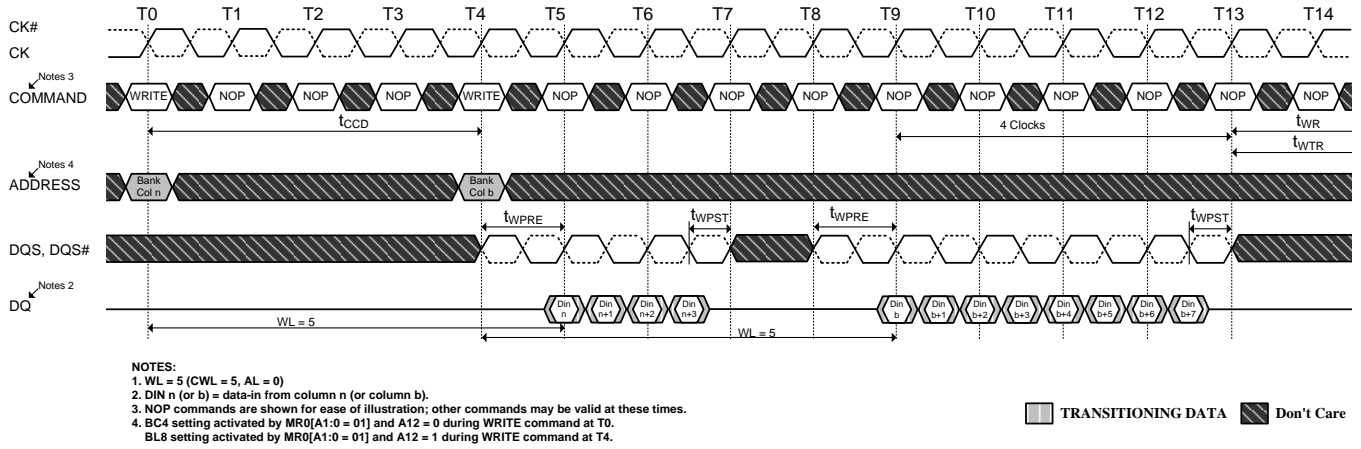 T0 T1 T2 T3 T4 T5 T6 T7 T8 T9 T10 T11 T12 T13 T14
CK#
CK
Notes 3
COMMAND
WRITE NOP NOP NOP WRITE NOP NOP NOP NOP NOP NOP NOP NOP NOP NOP
tCCD
4 Clocks
tWR
tWTR
Notes 4
ADDRESS
Bank
Col n
Bank
Col b
tWPRE
tWPST
tWPRE
tWPST
DQS, DQS#
Notes 2
DQ
Din
n
Din
n+1
Din
n+2
Din
n+3
Din
b
Din
b+1
Din
b+2
Din
b+3
Din
b+4
Din
b+5
Din
b+6
Din
b+7
WL = 5
WL = 5
NOTES:
1. WL = 5 (CWL = 5, AL = 0)
2. DIN n (or b) = data-in from column n (or column b).
3. NOP commands are shown for ease of illustration; other commands may be valid at these times.
4. BC4 setting activated by MR0[A1:0 = 01] and A12 = 0 during WRITE command at T0.
BL8 setting activated by MR0[A1:0 = 01] and A12 = 1 during WRITE command at T4.
TRANSITIONING DATA
Don't Care